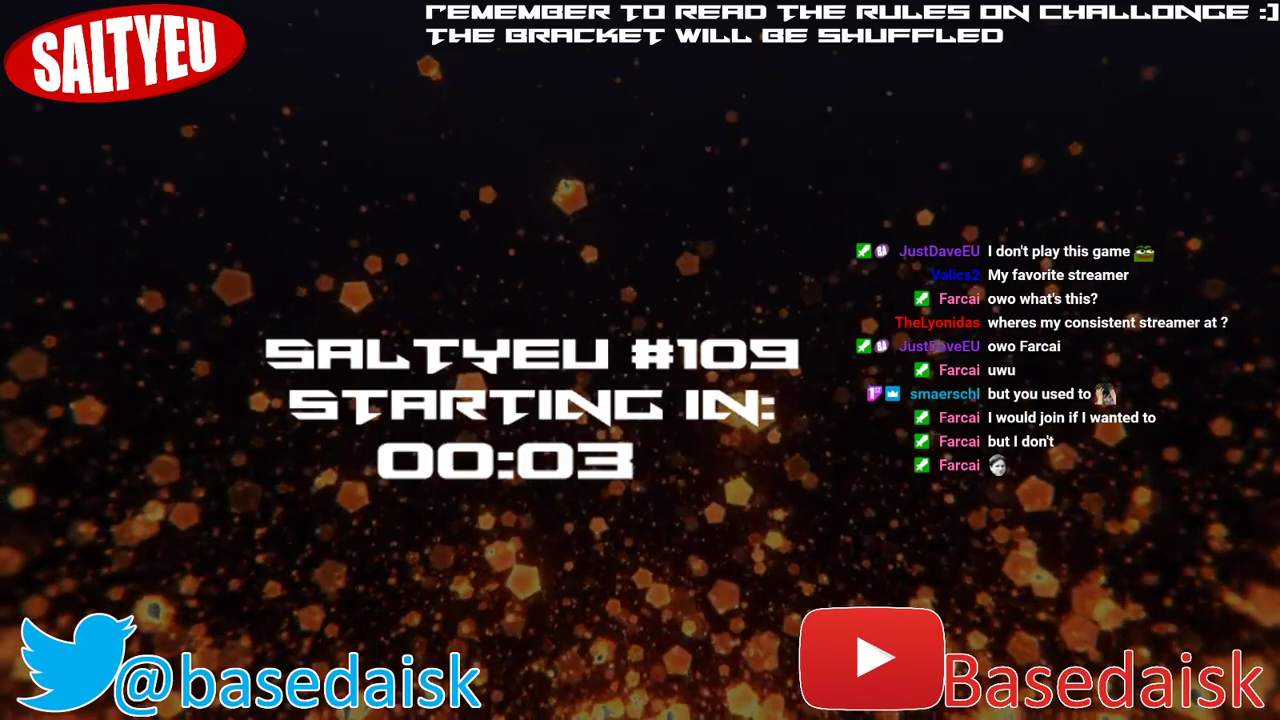 SALTYEU
REMEMBER TO READ THE RULES ON CHALLONGE :]
THE BRACKET WILL BE SHUFFLED
JustDaveEU I don't play this game
Valics2 My favorite streamer
Farcai owo what's this?
TheLyonidas wheres my consistent streamer at ?
JustDaveEU owo Farcai
Farcai uwu
smaerschl but you used to
Farcai I would join if I wanted to
Farcai but I don't
Farcai
SALTYEU #109
STARTING IN:
00:03
@basedaisk
Basedaisk